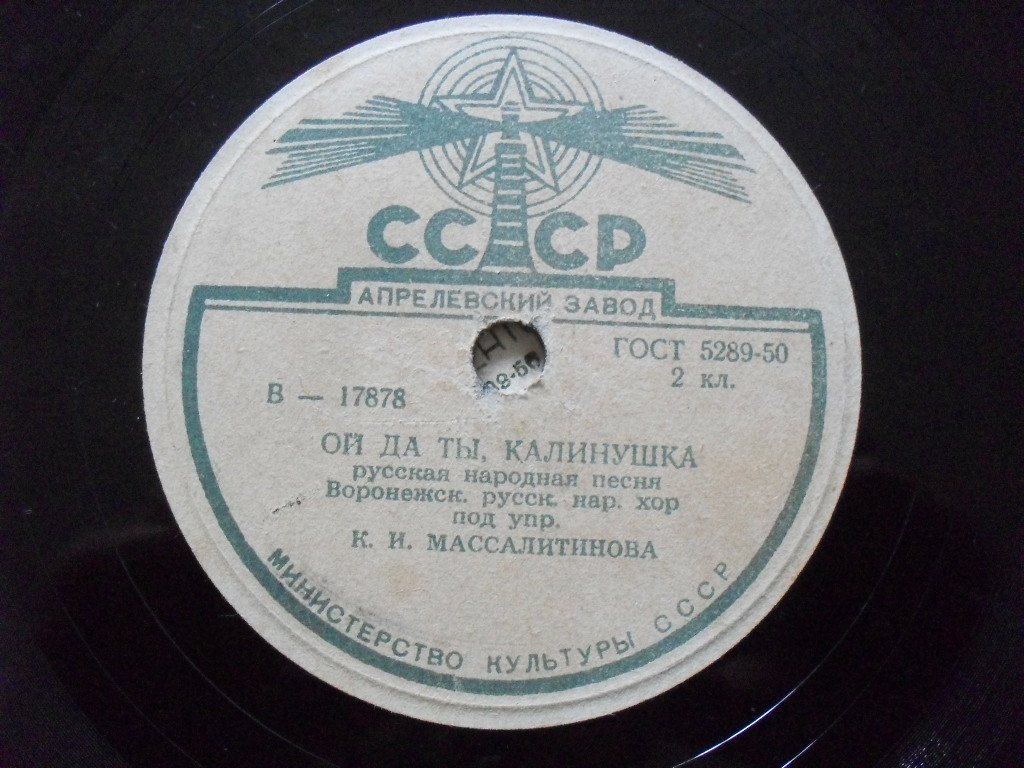 СССР
АПРЕЛЕВСКИЙ ЗАВОД
ГОСТ 5289-50
2 кл.
В — 17878
ОЙ ДА ТЫ, КАЛИНУШКА
русская народная песня
Воронежск. русск. нар. хор
под упр.
К. И. МАССАЛИТИНОВА
МИНИСТЕРСТВО КУЛЬТУРЫ СССР